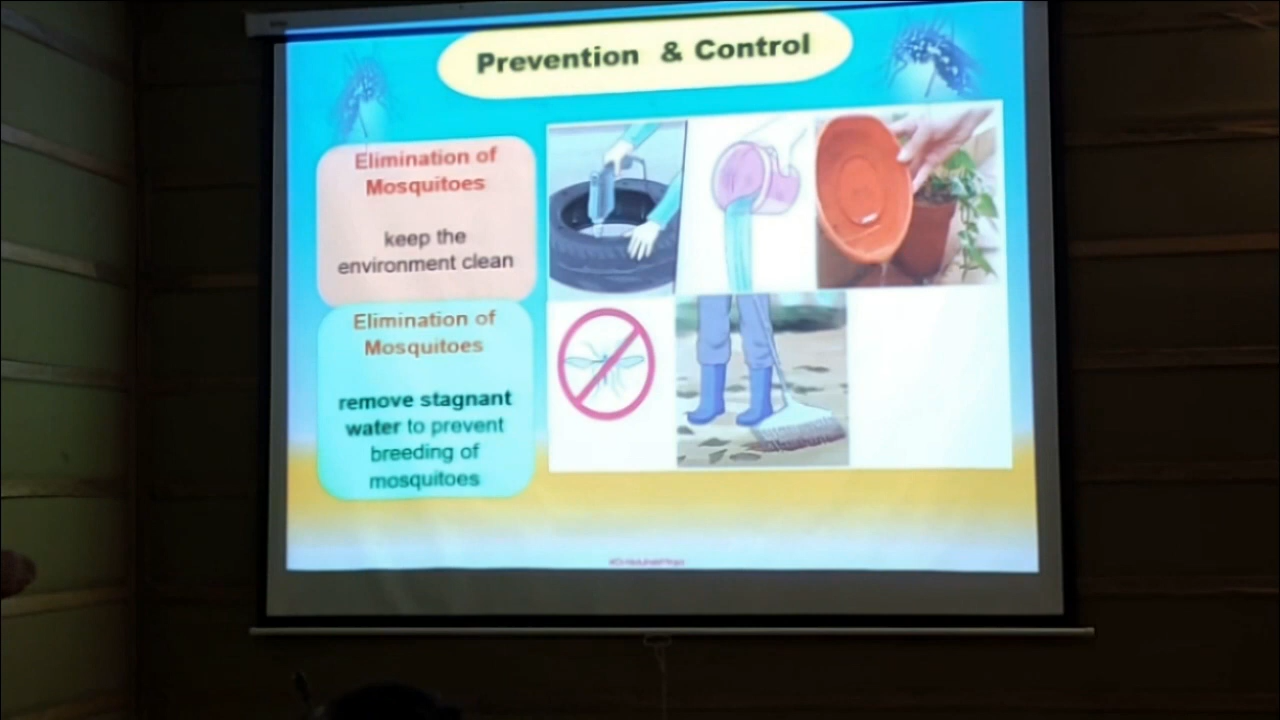 Prevention & Control
Elimination of
Mosquitoes
keep the
environment clean
Elimination of
Mosquitoes
remove stagnant
water to prevent
breeding of
mosquitoes